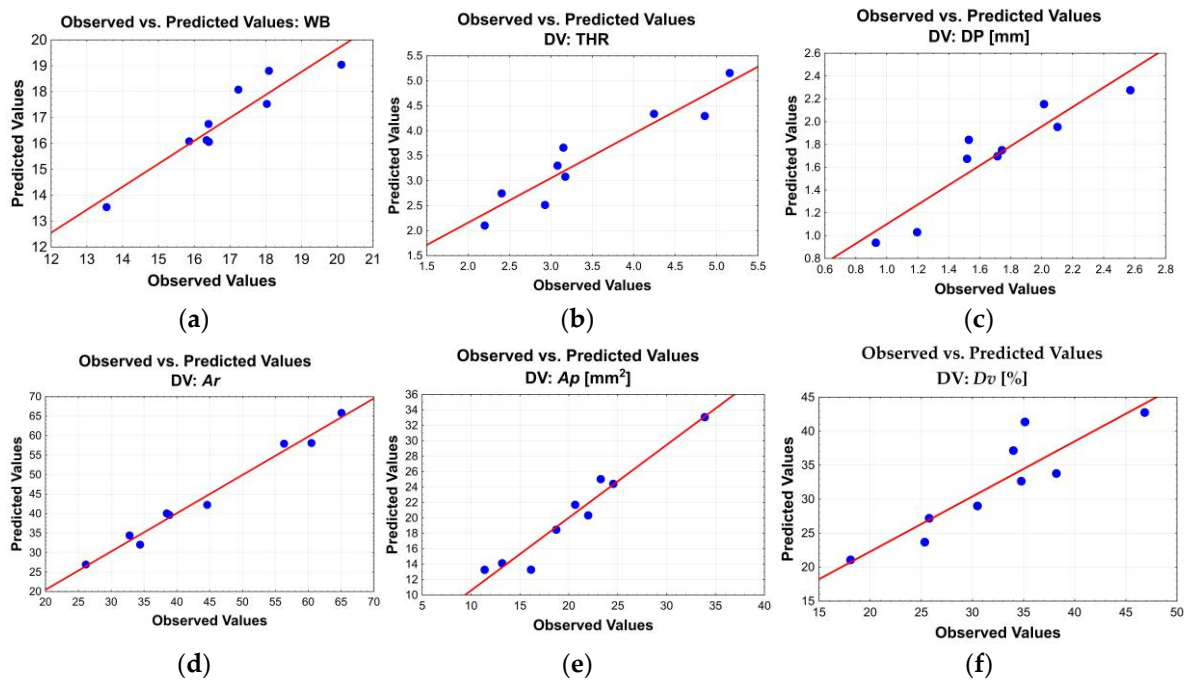 Observed vs. Predicted Values: WB
20
19
18
17
16
15
14
13
12
Predicted Values
12 13 14 15 16 17 18 19 20 21
Observed Values
(a)
Observed vs. Predicted Values
DV: THR
5.5
5.0
4.5
4.0
3.5
3.0
2.5
2.0
1.5
Predicted Values
1.5 2.0 2.5 3.0 3.5 4.0 4.5 5.0 5.5
Observed Values
(b)
Observed vs. Predicted Values
DV: DP [mm]
2.6
2.4
2.2
2.0
1.8
1.6
1.4
1.2
1.0
0.8
Predicted Values
0.6 0.8 1.0 1.2 1.4 1.6 1.8 2.0 2.2 2.4 2.6 2.8
Observed Values
(c)
Observed vs. Predicted Values
DV: Ar
70
65
60
55
50
45
40
35
30
25
20
Predicted Values
20 25 30 35 40 45 50 55 60 65 70
Observed Values
(d)
Observed vs. Predicted Values
DV: Ap [mm²]
36
34
32
30
28
26
24
22
20
18
16
14
12
10
Predicted Values
5 10 15 20 25 30 35 40
Observed Values
(e)
Observed vs. Predicted Values
DV: Dv [%]
45
40
35
30
25
20
15
Predicted Values
15 20 25 30 35 40 45 50
Observed Values
(f)